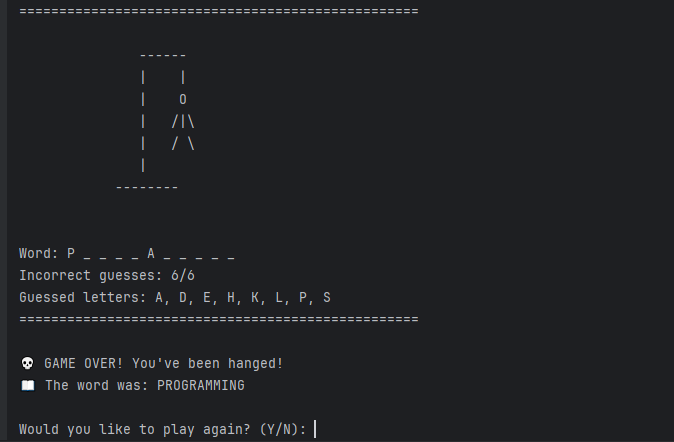 ==================================================
------
|    |
|    O
|   /|\
|   / \
|
--------
Word: P _ _ _ _ A _ _ _ _ _
Incorrect guesses: 6/6
Guessed letters: A, D, E, H, K, L, P, S
==================================================
💀 GAME OVER! You've been hanged!
📖 The word was: PROGRAMMING
Would you like to play again? (Y/N):